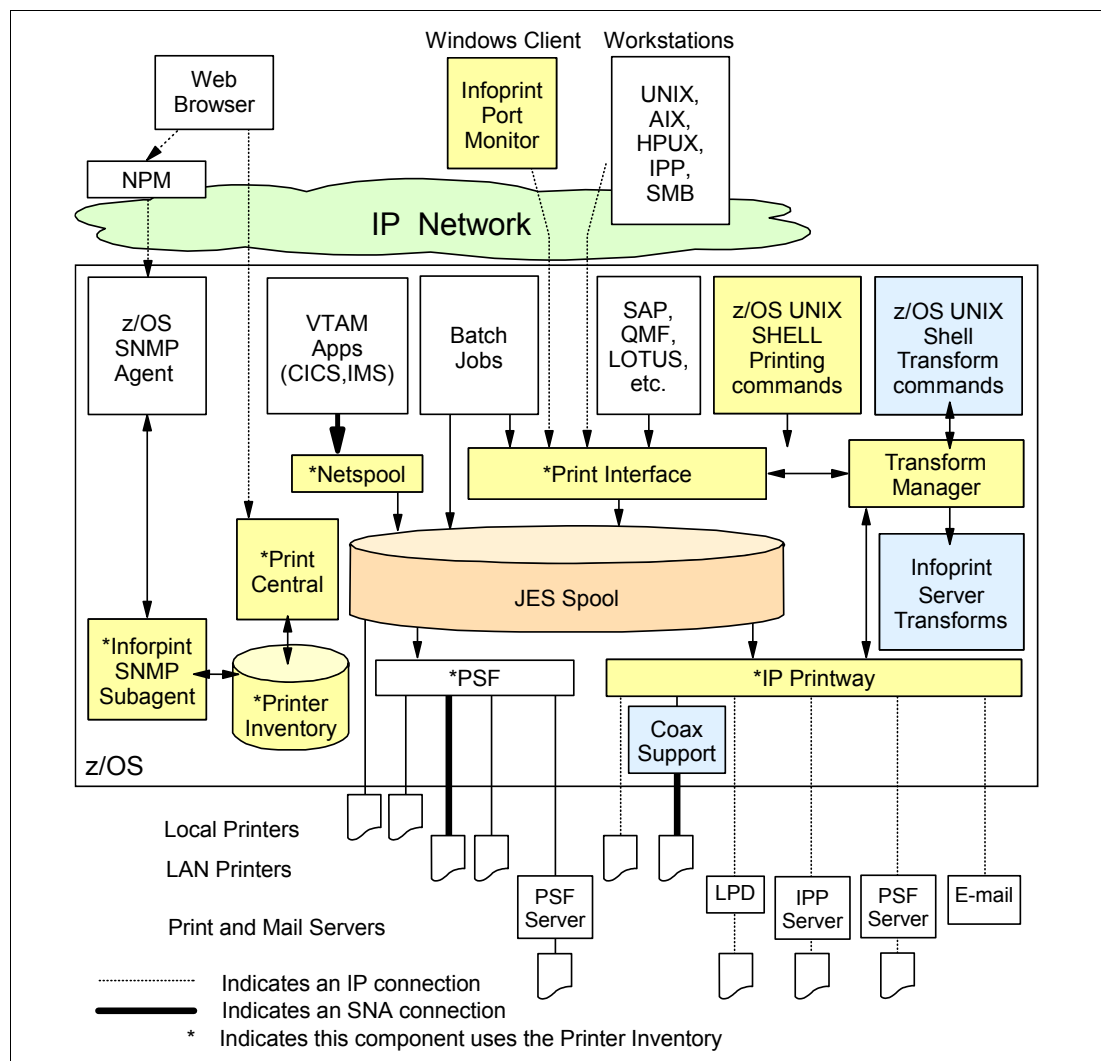 Windows Client
Workstations
Web
Browser
Infoprint
Port
Monitor
UNIX,
AIX,
HPUX,
IPP,
SMB
NPM
IP Network
z/OS
SNMP
Agent
VTAM
Apps
(CICS,IMS)
Batch
Jobs
SAP,
QMF,
LOTUS,
etc.
z/OS UNIX
SHELL
Printing
commands
z/OS UNIX
Shell
Transform
commands
*Netspool
*Print Interface
Transform
Manager
*Print
Central
JES Spool
Infoprint
Server
Transforms
*Inforpint
SNMP
Subagent
*Printer
Inventory
*PSF
*IP Printway
Coax
Support
z/OS
Local Printers
LAN Printers
Print and Mail Servers
PSF
Server
LPD
IPP
Server
PSF
Server
E-mail
Indicates an IP connection
Indicates an SNA connection
* Indicates this component uses the Printer Inventory